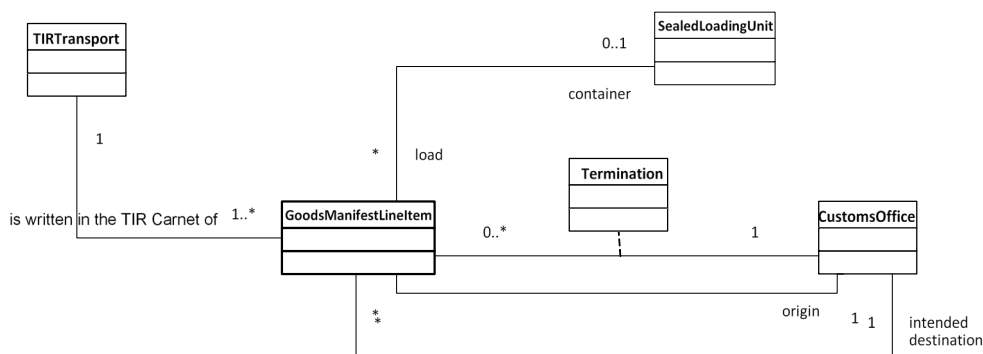 SealedLoadingUnit
TIRTransport
0..1
container
1
* load
Termination
is written in the TIR Carnet of 1..* GoodsManifestLineItem
CustomsOffice
0..* 1
origin
*
*
1 1 intended
destination